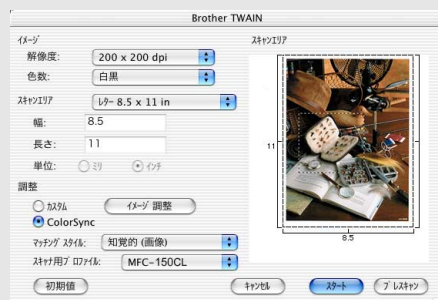 Brother TWAIN
イメージ
解像度: 200 x 200 dpi
色数: 白黒
スキャンエリア レター 8.5 x 11 in
幅: 8.5
長さ: 11
単位: ミリ インチ
調整
カスタム イメージ 調整
ColorSync
マッチング スタイル: 知覚的 (画像)
スキャナ用プロファイル: MFC-150CL
初期値
スキャンエリア
11
8.5
キャンセル スタート プレスキャン